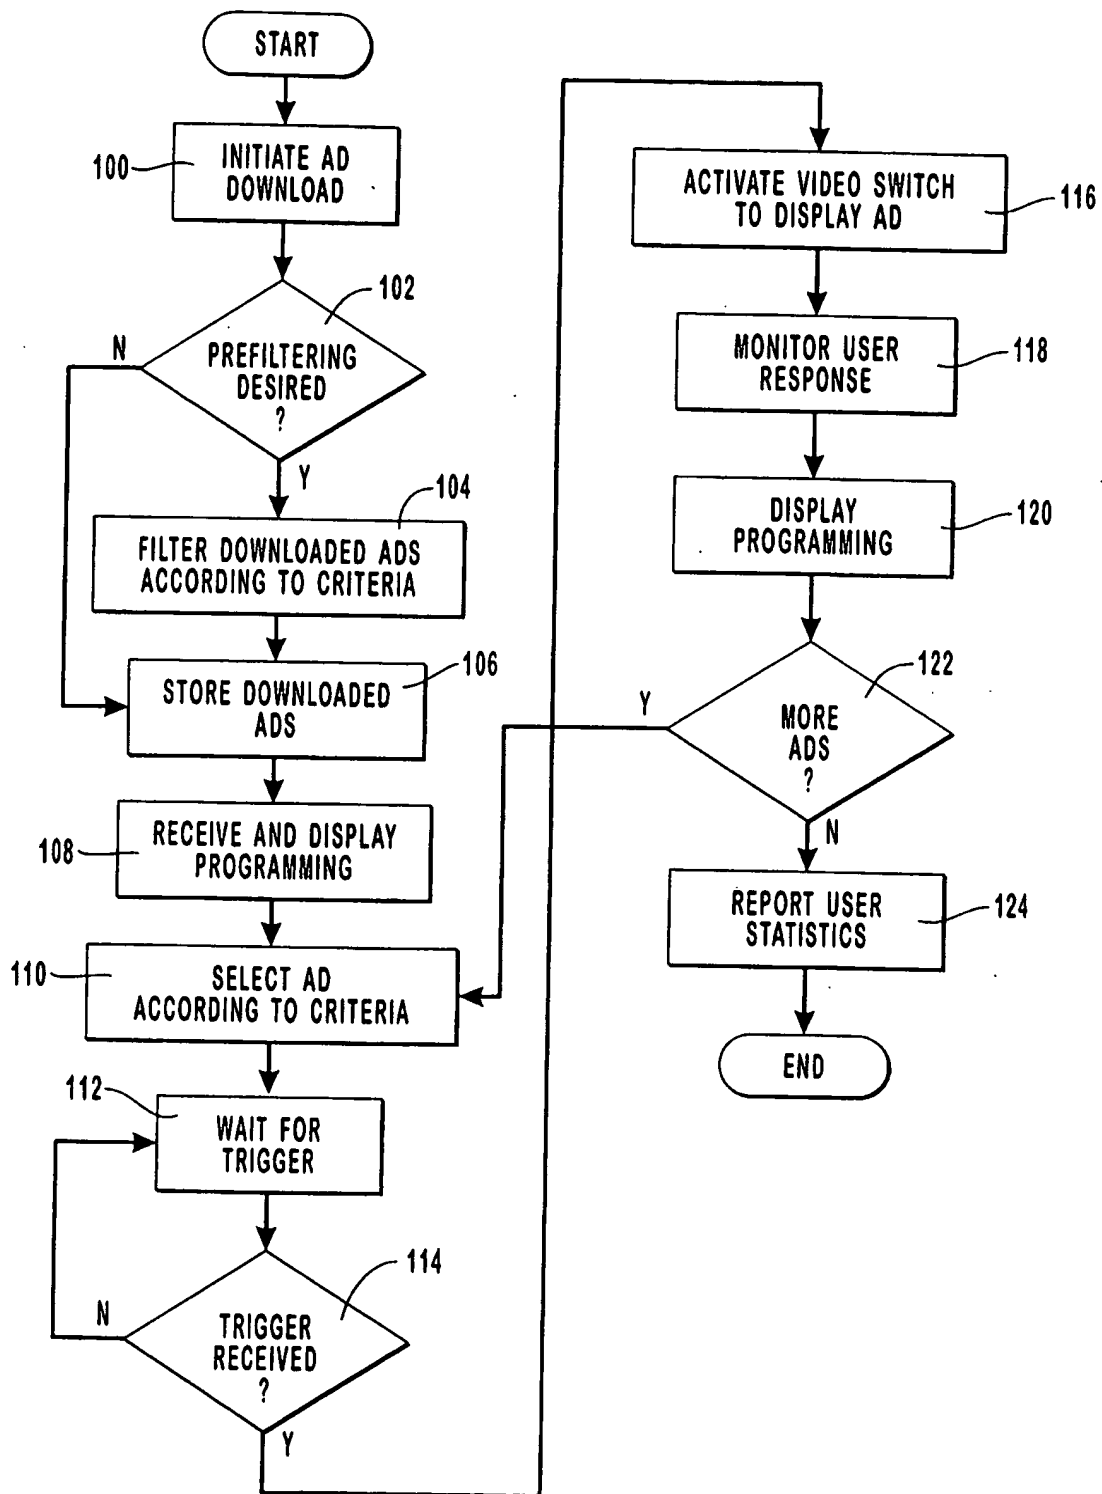 START
100
INITIATE AD
DOWNLOAD
102
N
PREFILTERING
DESIRED
?
Y
104
FILTER DOWNLOADED ADS
ACCORDING TO CRITERIA
106
STORE DOWNLOADED
ADS
108
RECEIVE AND DISPLAY
PROGRAMMING
110
SELECT AD
ACCORDING TO CRITERIA
112
WAIT FOR
TRIGGER
114
N
TRIGGER
RECEIVED
?
Y
ACTIVATE VIDEO SWITCH
TO DISPLAY AD
116
MONITOR USER
RESPONSE
118
DISPLAY
PROGRAMMING
120
122
Y
MORE
ADS
?
N
REPORT USER
STATISTICS
124
END